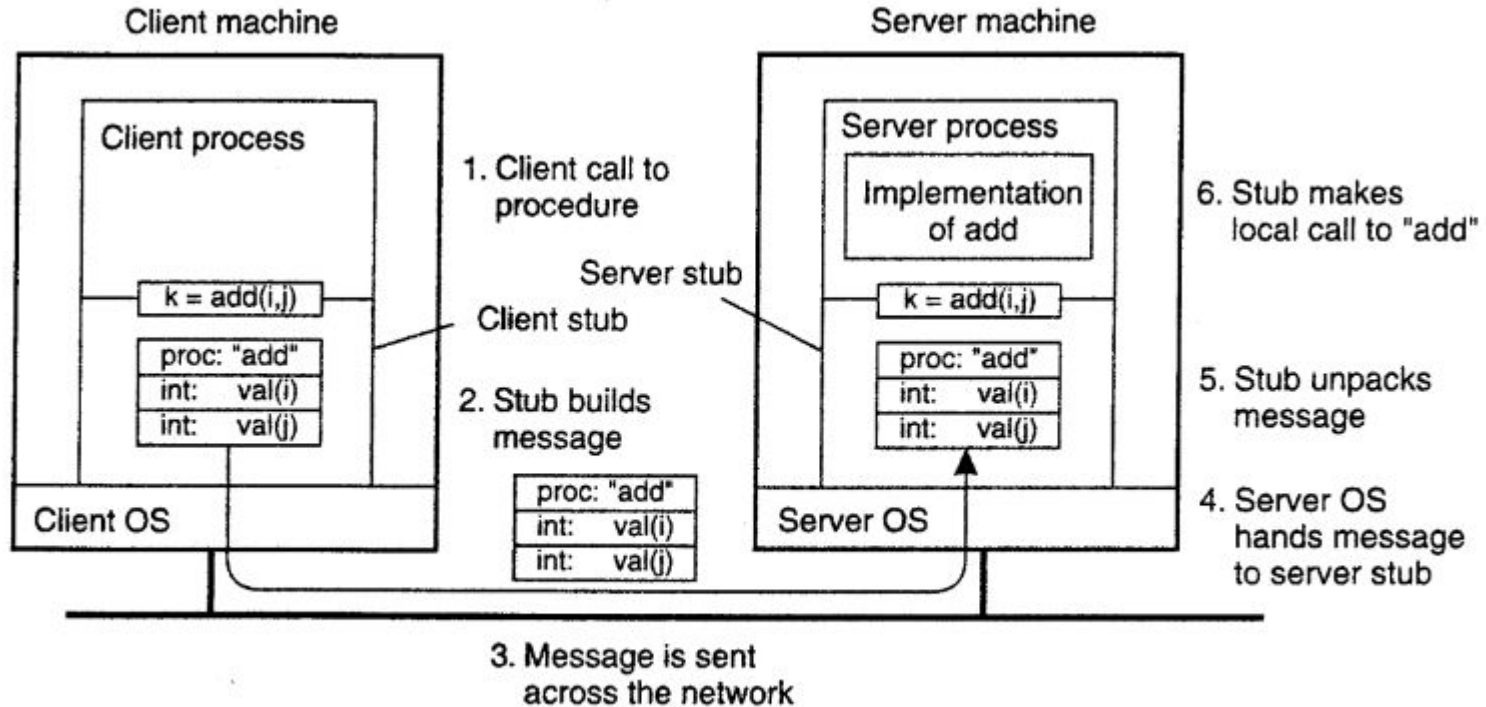 Client machine
Server machine
Client process
1. Client call to
procedure
k = add(i,j)
Client stub
proc: "add"
int: val(i)
int: val(j)
2. Stub builds
message
Client OS
proc: "add"
int: val(i)
int: val(j)
3. Message is sent
across the network
Server process
Implementation
of add
Server stub
k = add(i,j)
proc: "add"
int: val(i)
int: val(j)
Server OS
6. Stub makes
local call to "add"
5. Stub unpacks
message
4. Server OS
hands message
to server stub